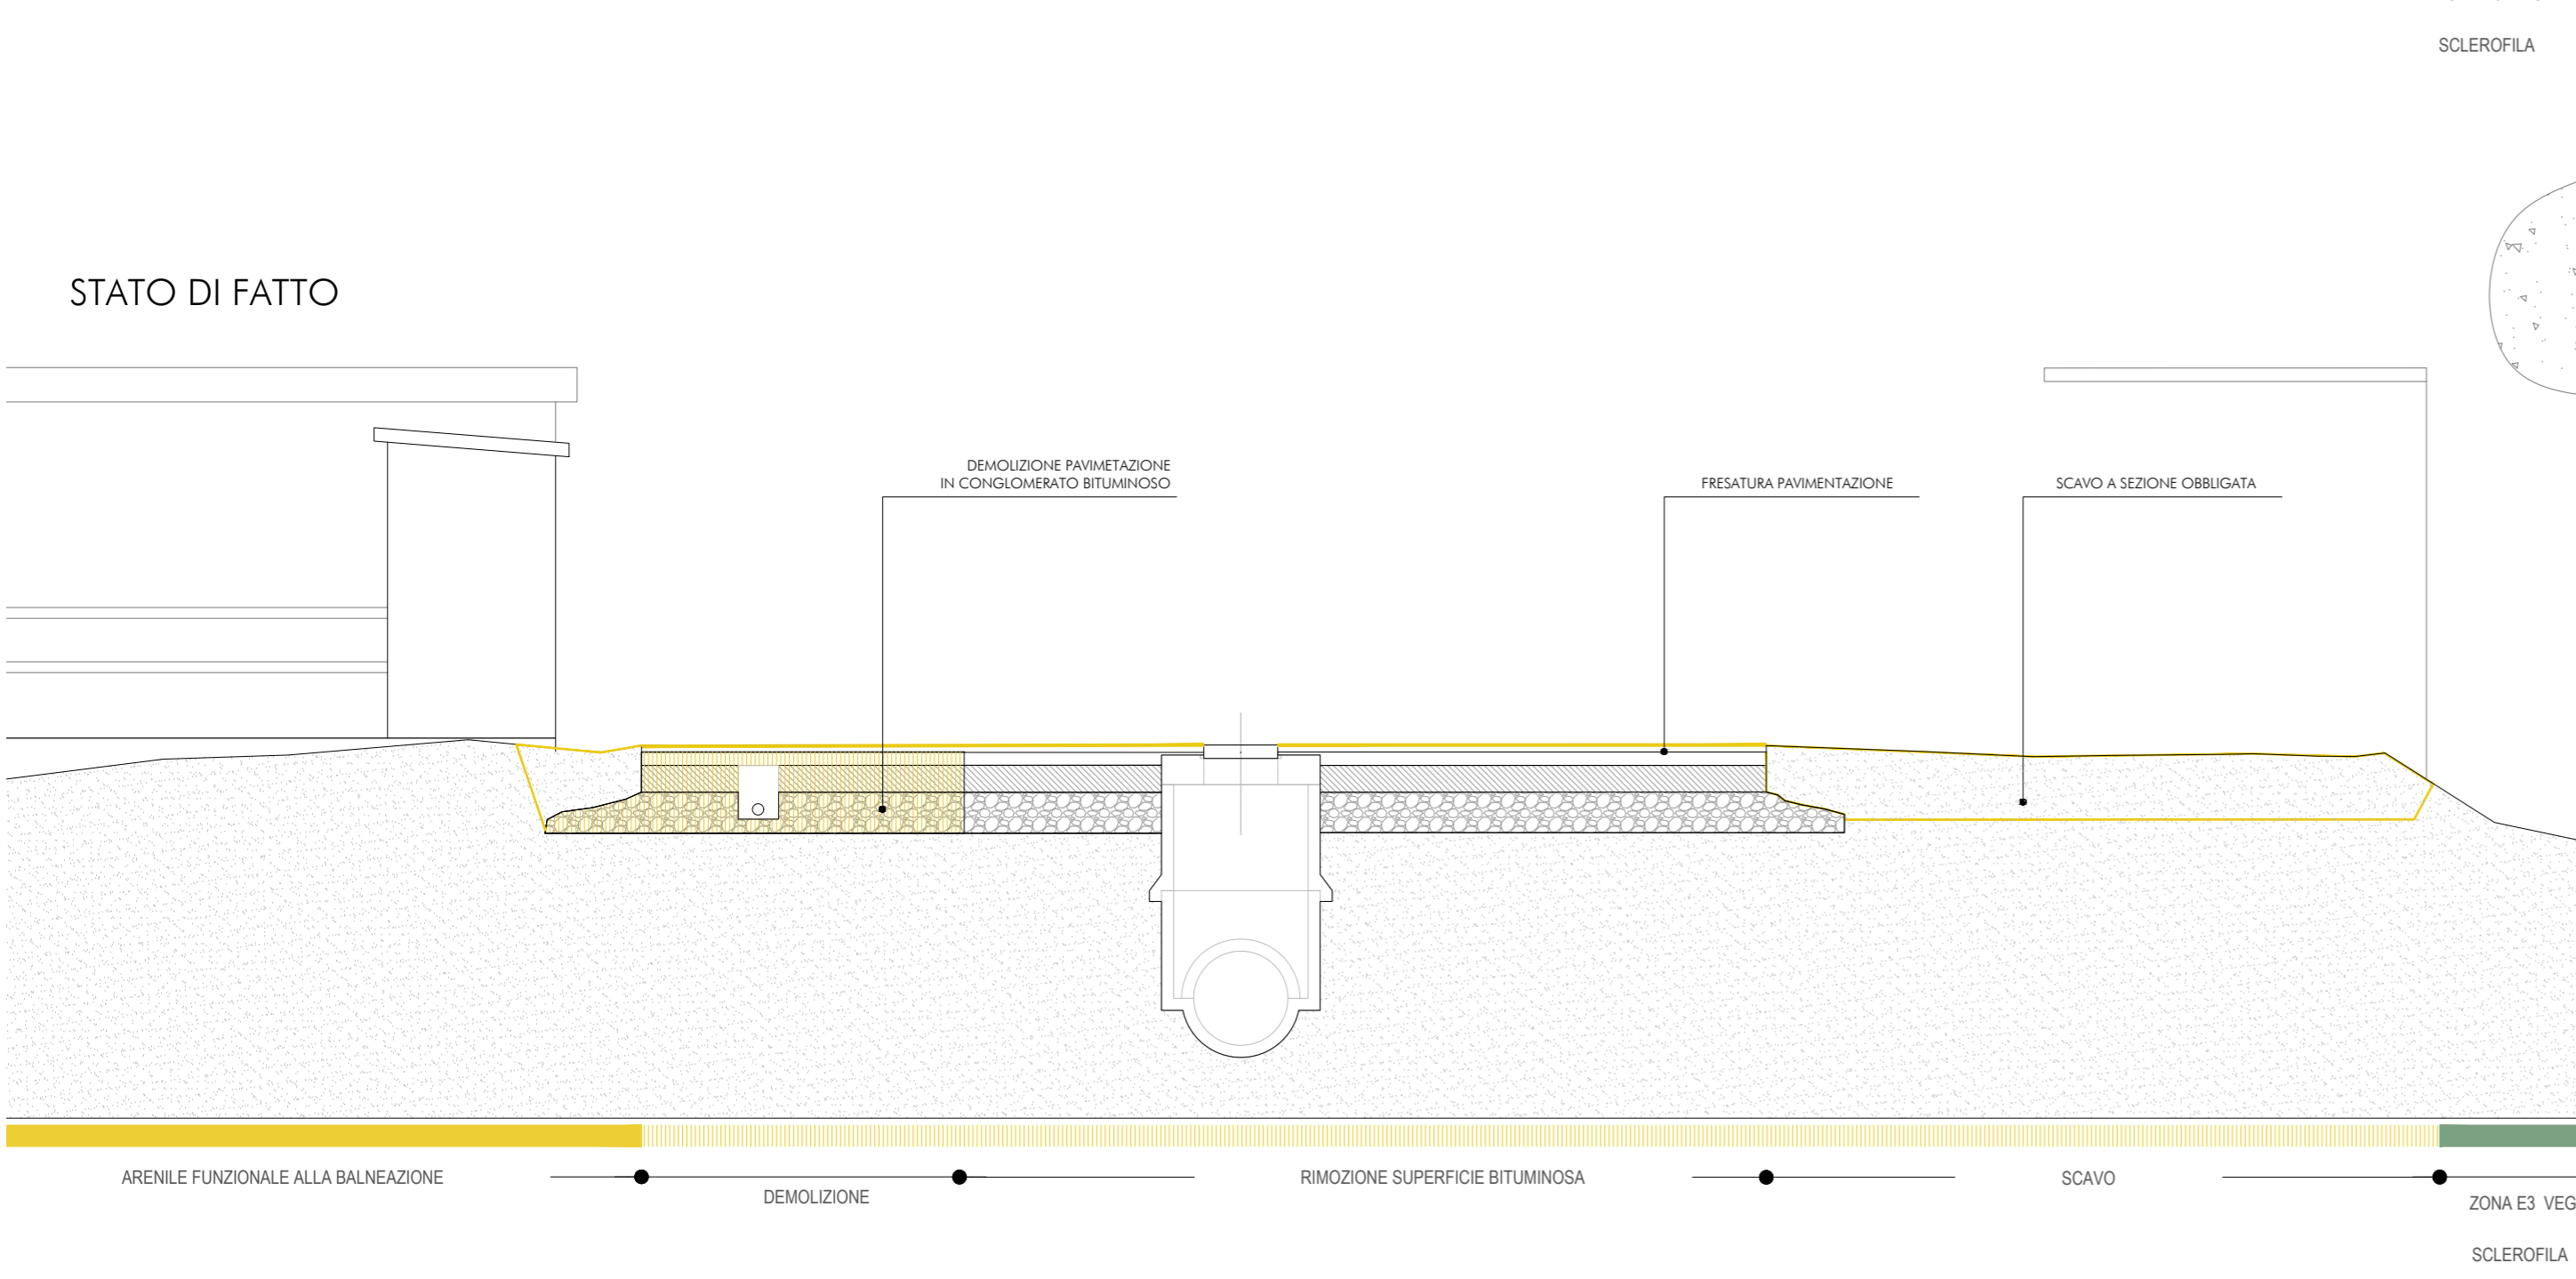 SCLEROFILA
STATO DI FATTO
DEMOLIZIONE PAVIMETAZIONE
IN CONGLOMERATO BITUMINOSO
FRESATURA PAVIMENTAZIONE
SCAVO A SEZIONE OBBLIGATA
ARENILE FUNZIONALE ALLA BALNEAZIONE
DEMOLIZIONE
RIMOZIONE SUPERFICIE BITUMINOSA
SCAVO
ZONA E3 VEG
SCLEROFILA